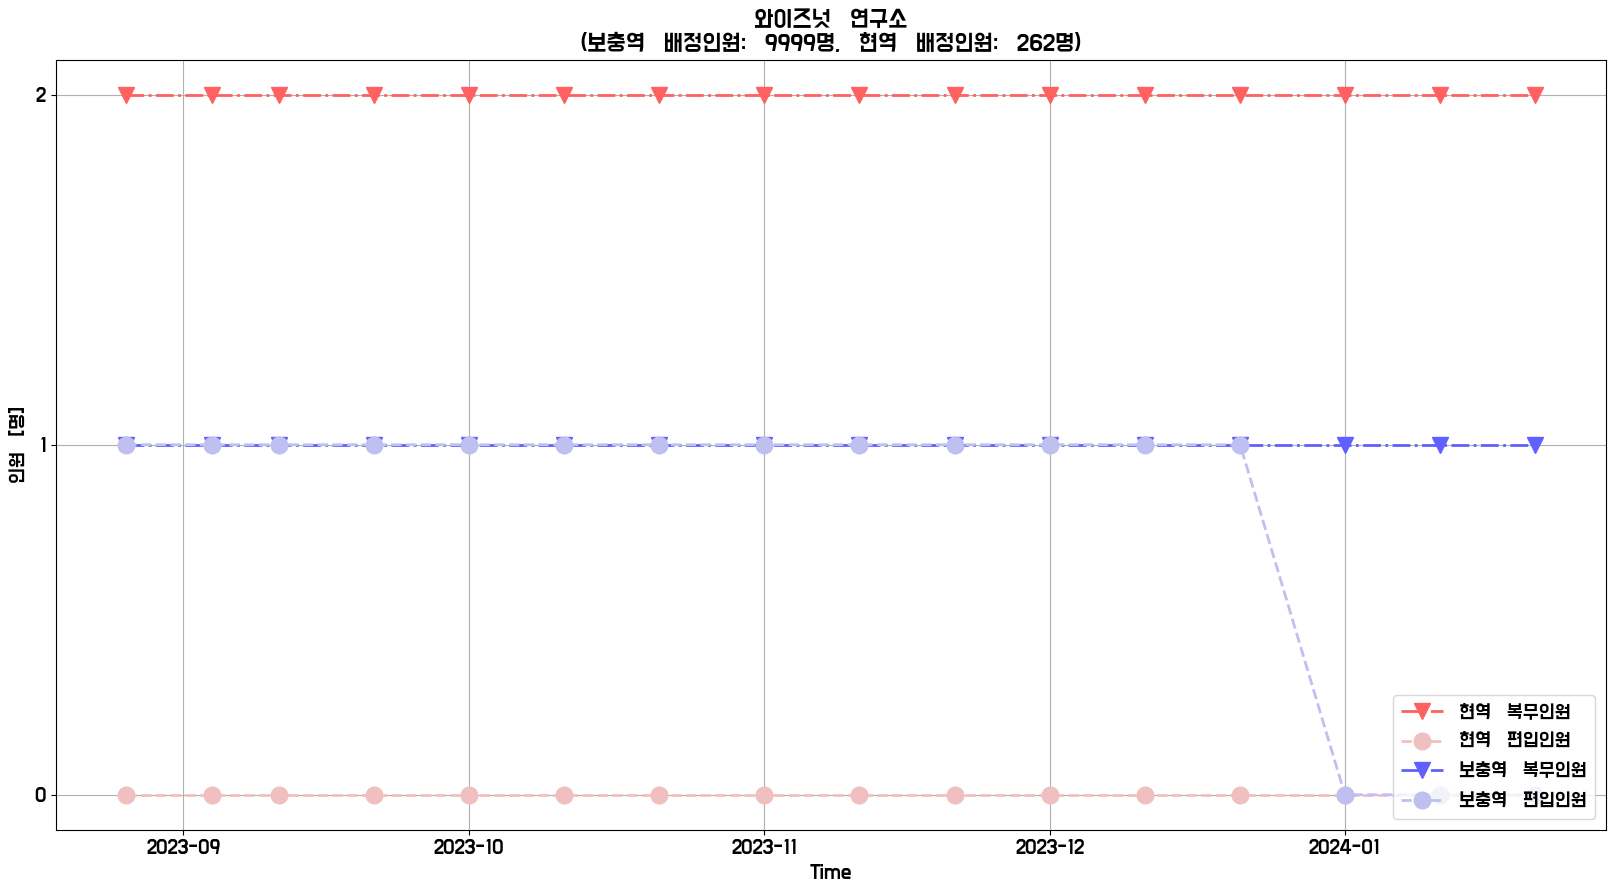 와이즈넛 연구소
(보충역 배정인원: 9999명, 현역 배정인원: 262명)
2
1
0
인원 [명]
2023-09
2023-10
2023-11
2023-12
2024-01
Time
현역 복무인원
현역 편입인원
보충역 복무인원
보충역 편입인원